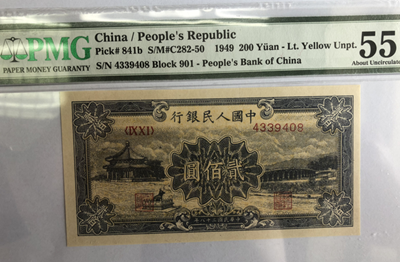 PMG
PAPER MONEY GUARANTY
China / People's Republic
Pick# 841b S/M#C282-50 1949 200 Yüan - Lt. Yellow Unpt.
S/N 4339408 Block 901 - People's Bank of China
55
About Uncirculated
行銀民人國中
(IXXI)
4339408
圓佰貳